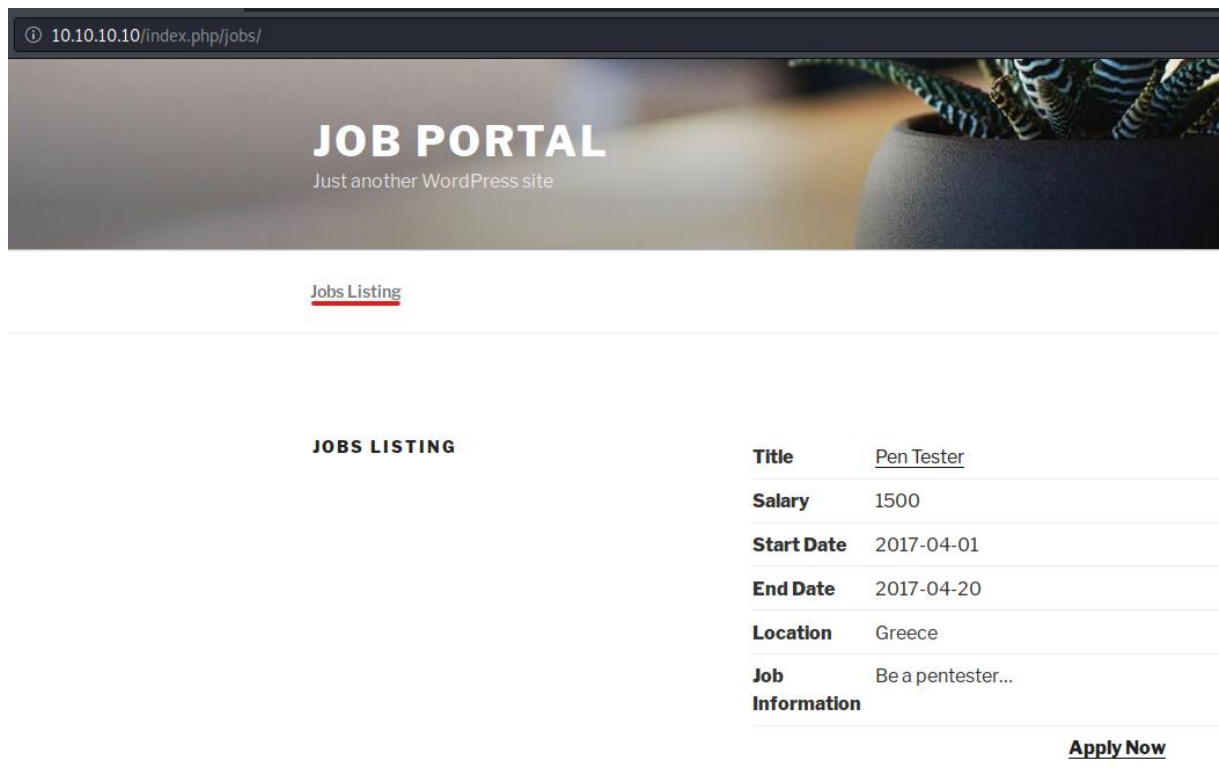 10.10.10.10/index.php/jobs/
JOB PORTAL
Just another WordPress site
Jobs Listing
JOBS LISTING
Title Pen Tester
Salary 1500
Start Date 2017-04-01
End Date 2017-04-20
Location Greece
Job Be a pentester...
Information
Apply Now